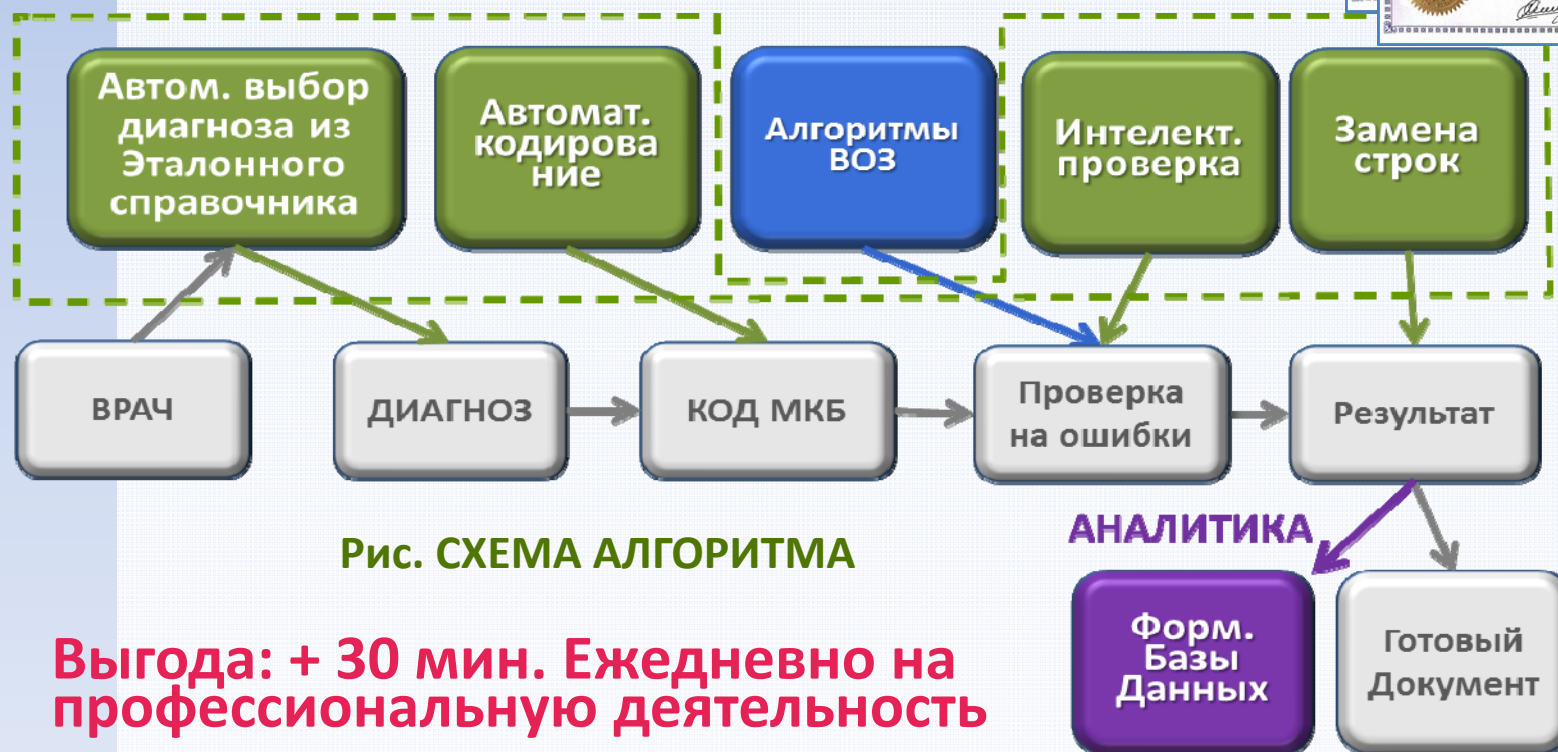 Автом. выбор
диагноза из
Эталонного
справочника
Автомат.
кодирова
ние
Алгоритмы
ВОЗ
Интелект.
проверка
Замена
строк
ВРАЧ
ДИАГНОЗ
КОД МКБ
Проверка
на ошибки
Результат
Рис. СХЕМА АЛГОРИТМА
АНАЛИТИКА
Форм.
Базы
Данных
Готовый
Документ
Выгода: + 30 мин. Ежедневно на
профессиональную деятельность